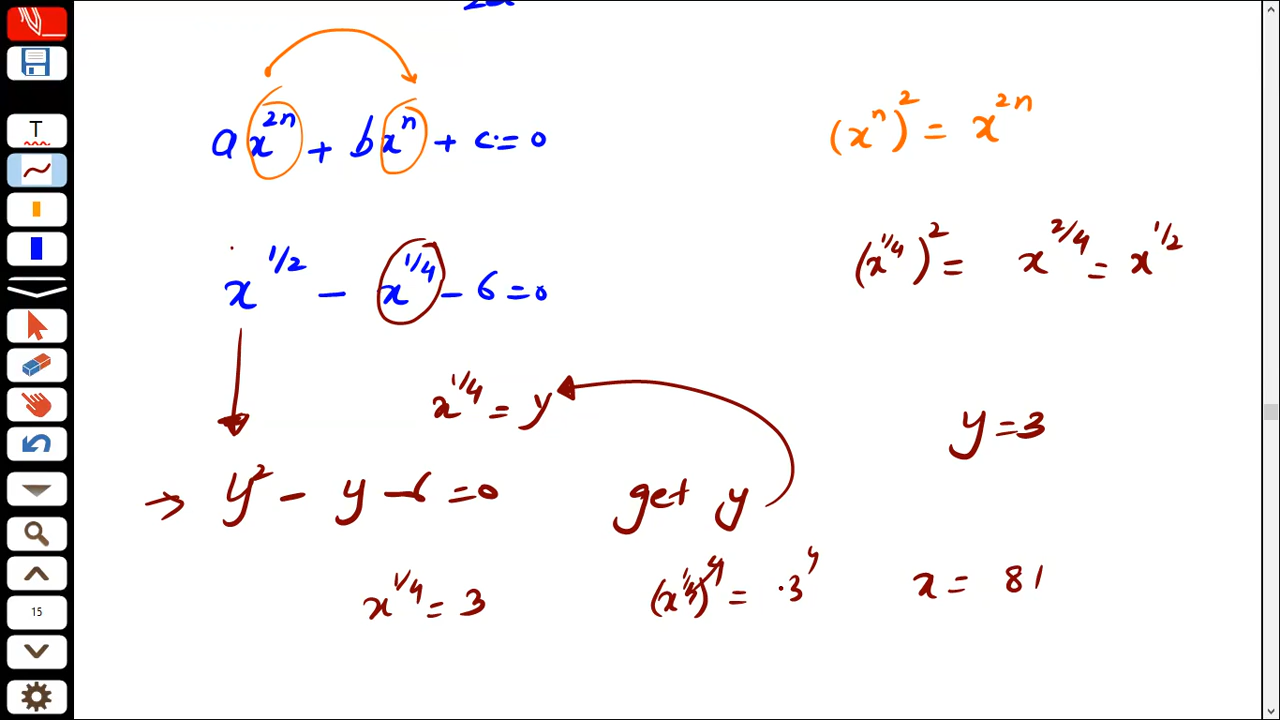 ax^{2n} + bx^n + c = 0
(x^n)^2 = x^{2n}
x^{1/2} - x^{1/4} - 6 = 0
(x^{1/4})^2 = x^{2/4} = x^{1/2}
x^{1/4} = y
y = 3
→ y^2 - y - 6 = 0 get y
x^{1/4} = 3 (x^{1/4})^4 = .3^4 x = 81
T
15